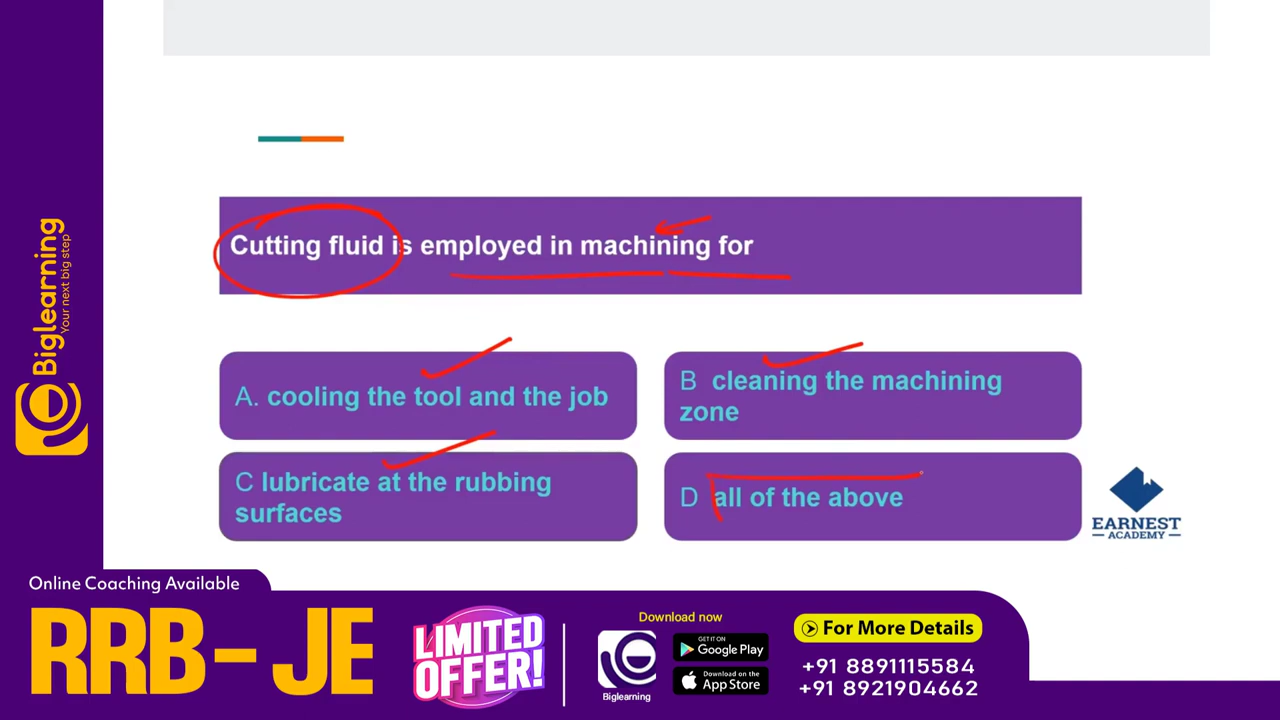 Cutting fluid is employed in machining for
A. cooling the tool and the job
B cleaning the machining
zone
C lubricate at the rubbing
surfaces
D all of the above
EARNEST
ACADEMY
Biglearning
Your next big step
Online Coaching Available
RRB - JE
LIMITED
OFFER!
Download now
Biglearning
GET IT ON
Google Play
Download on the
App Store
For More Details
+91 8891115584
+91 8921904662